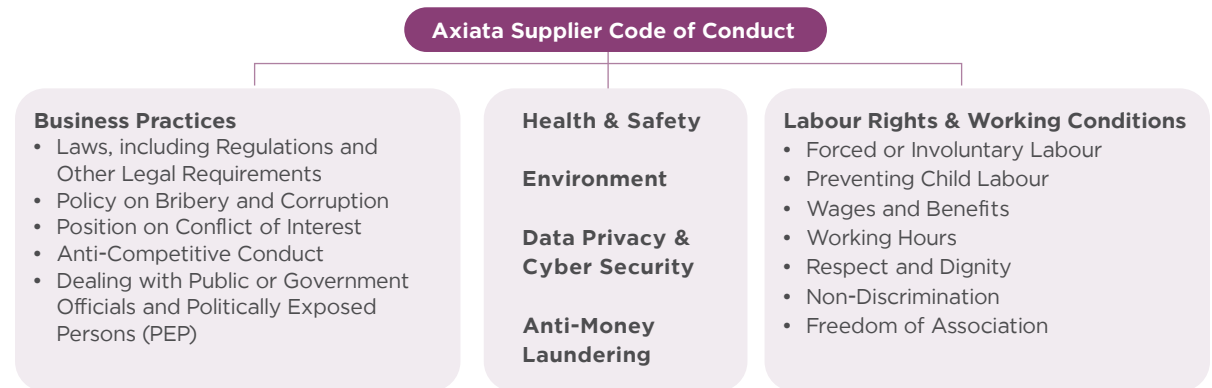 Axiata Supplier Code of Conduct
Business Practices
• Laws, including Regulations and
Other Legal Requirements
• Policy on Bribery and Corruption
• Position on Conflict of Interest
• Anti-Competitive Conduct
• Dealing with Public or Government
Officials and Politically Exposed
Persons (PEP)
Health & Safety
Environment
Data Privacy &
Cyber Security
Anti-Money
Laundering
Labour Rights & Working Conditions
• Forced or Involuntary Labour
• Preventing Child Labour
• Wages and Benefits
• Working Hours
• Respect and Dignity
• Non-Discrimination
• Freedom of Association